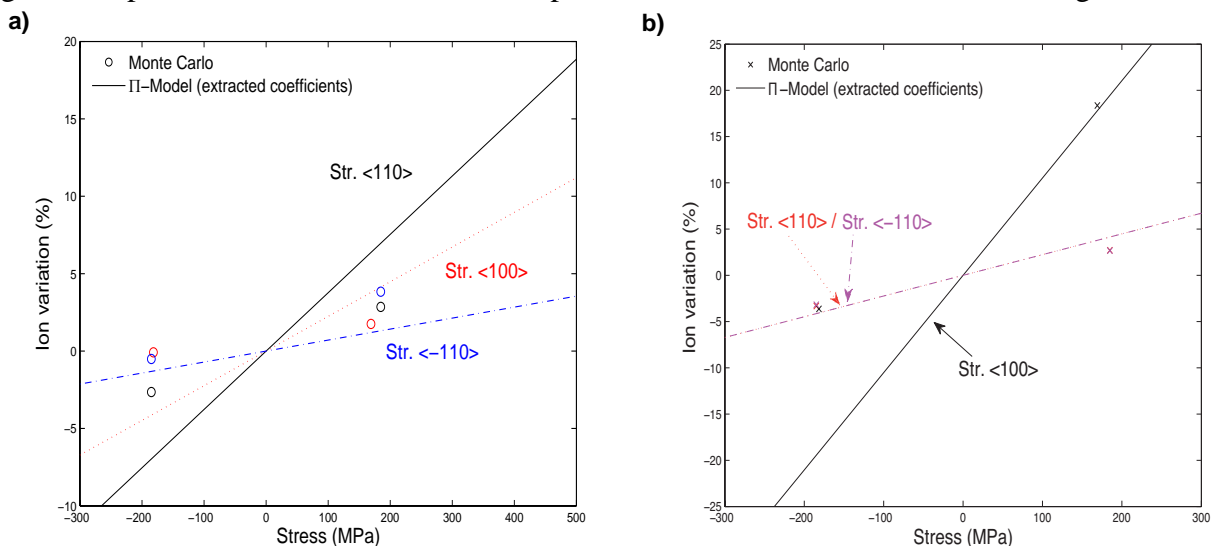 a)
20
15
10
5
0
−5
−10
−300 −200 −100 0 100 200 300 400 500
Stress (MPa)
Ion variation (%)
Monte Carlo
Π−Model (extracted coefficients)
Str. <110>
Str. <100>
Str. <-110>
b)
25
20
15
10
5
0
−5
−10
−15
−20
−25
−300 −200 −100 0 100 200 300
Stress (MPa)
Ion variation (%)
Monte Carlo
Π−Model (extracted coefficients)
Str. <110> / Str. <-110>
Str. <100>